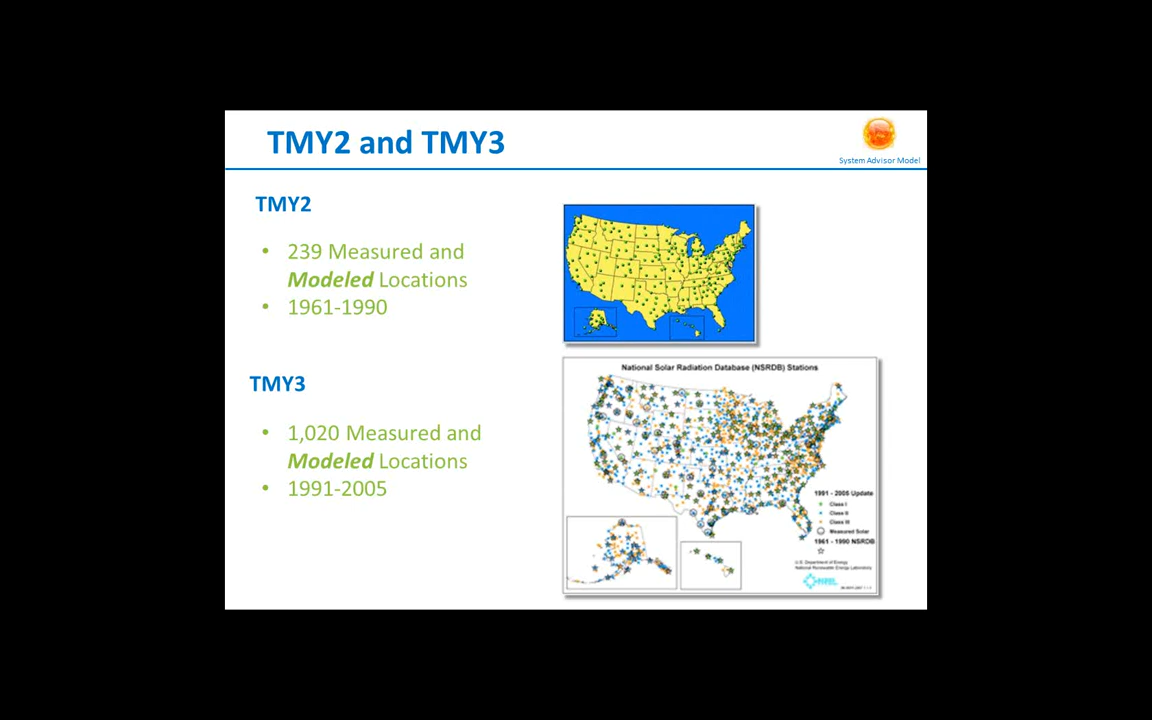 TMY2 and TMY3
System Advisor Model
TMY2
• 239 Measured and
Modeled Locations
• 1961-1990
TMY3
• 1,020 Measured and
Modeled Locations
• 1991-2005
National Solar Radiation Database (NSRDB) Stations
1991 - 2005 Update
Class I
Class II
Class III
Measured Solar
1961 - 1990 NSRDB
U.S. Department of Energy
National Renewable Energy Laboratory
NREL